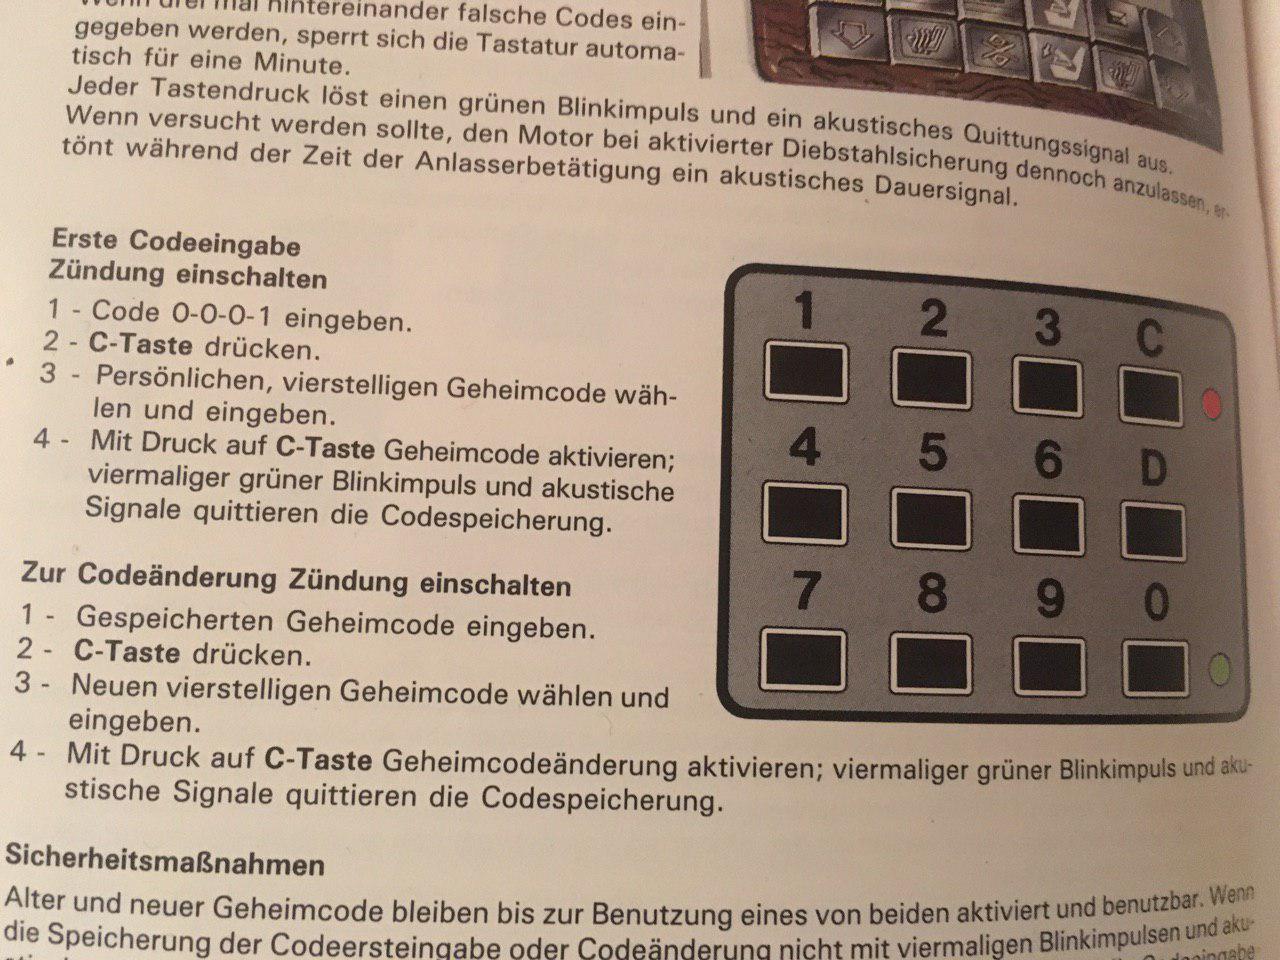 Wenn drei mal hintereinander falsche Codes ein-
gegeben werden, sperrt sich die Tastatur automa-
tisch für eine Minute.
Jeder Tastendruck löst einen grünen Blinkimpuls und ein akustisches Quittungssignal aus.
Wenn versucht werden sollte, den Motor bei aktivierter Diebstahlsicherung dennoch anzulassen, er-
tönt während der Zeit der Anlasserbetätigung ein akustisches Dauersignal.
Erste Codeeingabe
Zündung einschalten
1 - Code 0-0-0-1 eingeben.
2 - C-Taste drücken.
3 - Persönlichen, vierstelligen Geheimcode wäh-
len und eingeben.
4 - Mit Druck auf C-Taste Geheimcode aktivieren;
viermaliger grüner Blinkimpuls und akustische
Signale quittieren die Codespeicherung.
1 2 3 C
4 5 6 D
7 8 9 0
Zur Codeänderung Zündung einschalten
1 - Gespeicherten Geheimcode eingeben.
2 - C-Taste drücken.
3 - Neuen vierstelligen Geheimcode wählen und
eingeben.
4 - Mit Druck auf C-Taste Geheimcodeänderung aktivieren; viermaliger grüner Blinkimpuls und aku-
stische Signale quittieren die Codespeicherung.
Sicherheitsmaßnahmen
Alter und neuer Geheimcode bleiben bis zur Benutzung eines von beiden aktiviert und benutzbar. Wenn
die Speicherung der Codeersteingabe oder Codeänderung nicht mit viermaligen Blinkimpulsen und aku-